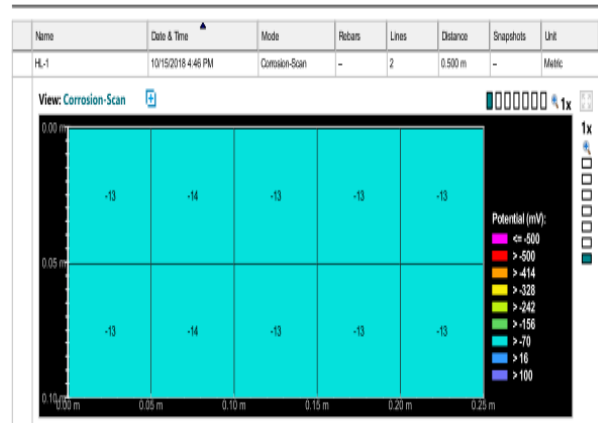 Name Date & Time Mode Rebars Lines Distance Snapshots Unit
HL-1 10/15/2018 4:46 PM Corrosion-Scan – 2 0.500 m – Metric
View: Corrosion-Scan
1x
1x
0.00 m
-13 -14 -13 -13 -13
0.05 m
-13 -14 -13 -13 -13
0.10 m
0.00 m 0.05 m 0.10 m 0.15 m 0.20 m 0.25 m
Potential (mV):
<= -500
> -500
> -414
> -328
> -242
> -156
> -70
> 16
> 100